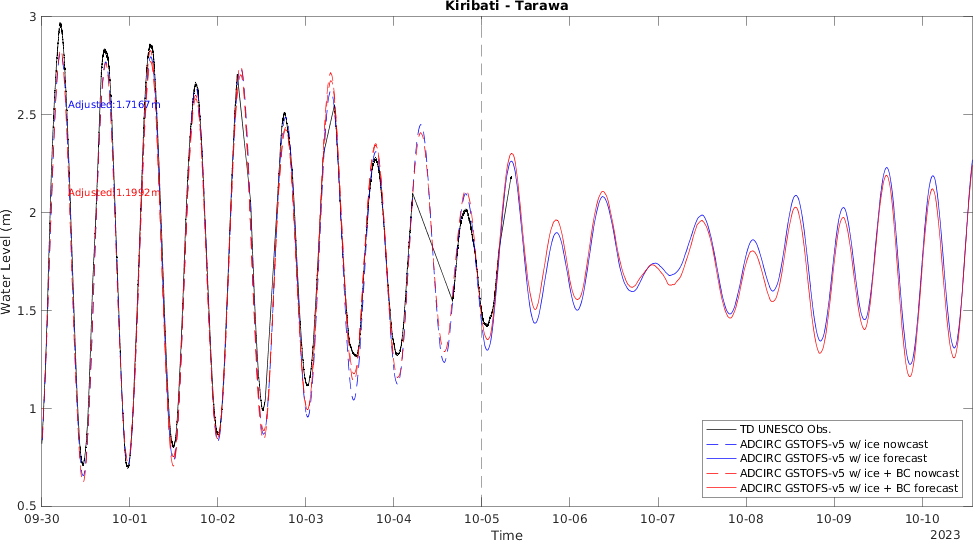 Kiribati - Tarawa
3
2.5
2
1.5
1
0.5
Water Level (m)
Adjusted:1.7167m
Adjusted:1.1992m
TD UNESCO Obs.
ADCIRC GSTOFS-v5 w/ ice nowcast
ADCIRC GSTOFS-v5 w/ ice forecast
ADCIRC GSTOFS-v5 w/ ice + BC nowcast
ADCIRC GSTOFS-v5 w/ ice + BC forecast
09-30 10-01 10-02 10-03 10-04 10-05 10-06 10-07 10-08 10-09 10-10
Time
2023